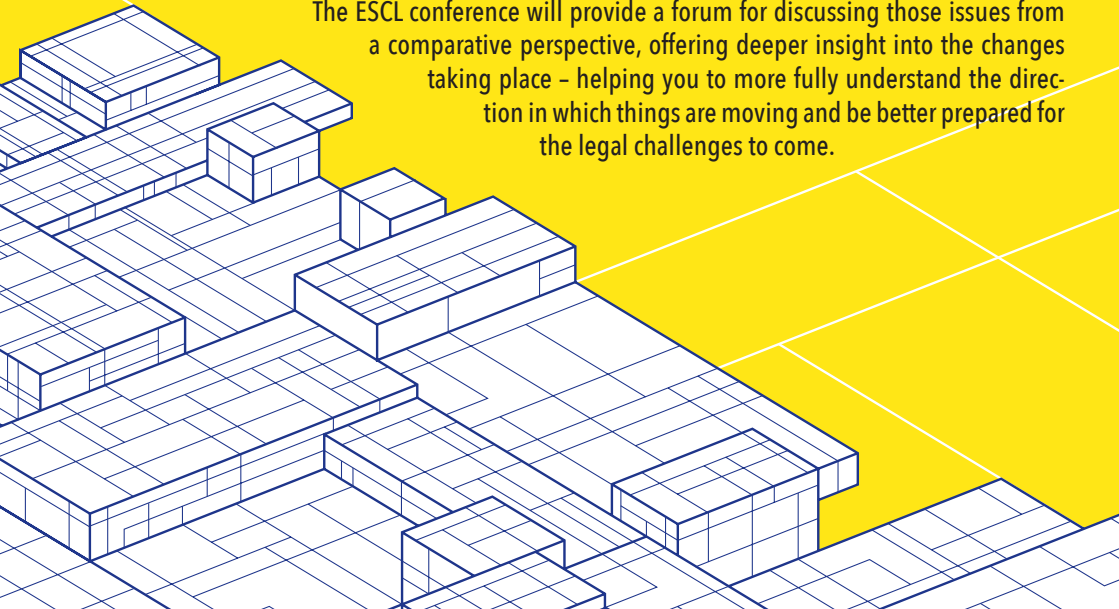 The ESCL conference will provide a forum for discussing those issues from
a comparative perspective, offering deeper insight into the changes
taking place – helping you to more fully understand the direc-
tion in which things are moving and be better prepared for
the legal challenges to come.